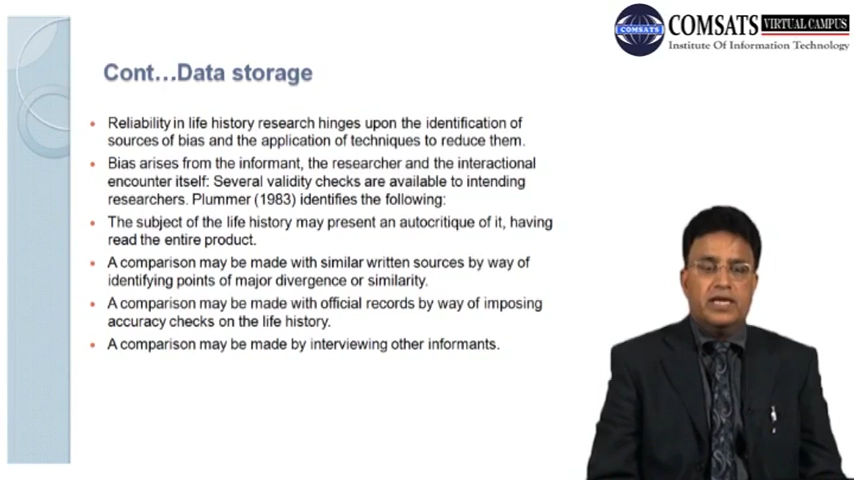 COMSATS VIRTUAL CAMPUS
Institute Of Information Technology
COMSATS
Cont...Data storage
Reliability in life history research hinges upon the identification of
sources of bias and the application of techniques to reduce them.
Bias arises from the informant, the researcher and the interactional
encounter itself: Several validity checks are available to intending
researchers. Plummer (1983) identifies the following:
The subject of the life history may present an autocritique of it, having
read the entire product.
A comparison may be made with similar written sources by way of
identifying points of major divergence or similarity.
A comparison may be made with official records by way of imposing
accuracy checks on the life history.
A comparison may be made by interviewing other informants.